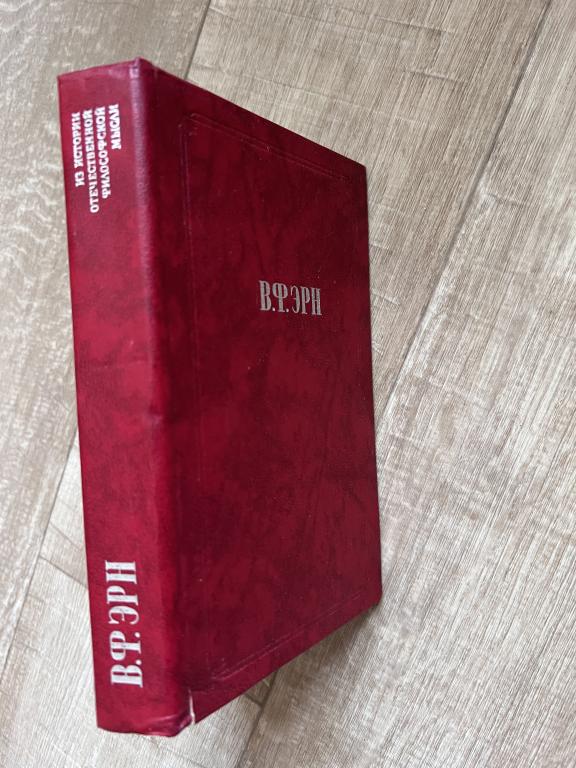 ИЗ ИСТОРИИ
ОТЕЧЕСТВЕННОЙ
ФИЛОСОФСКОЙ
МЫСЛИ
В.Ф. ЭРН
В.Ф. ЭРН